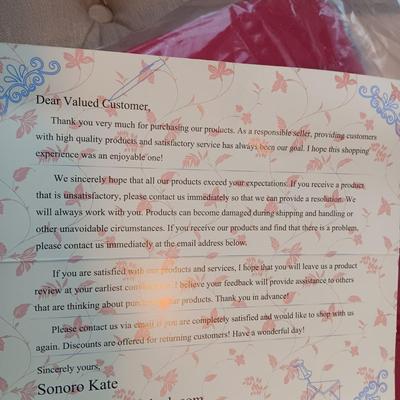 Dear Valued Customer,
Thank you very much for purchasing our products. As a responsible seller, providing customers
with high quality products and satisfactory service has always been our goal. I hope this shopping
experience was an enjoyable one!
We sincerely hope that all our products exceed your expectations. If you receive a product
that is unsatisfactory, please contact us immediately so that we can provide a resolution. We
will always work with you. Products can become damaged during shipping and handling or
other unavoidable circumstances. If you receive our products and find that there is a problem,
please contact us immediately at the email address below.
If you are satisfied with our products and services, I hope that you will leave us a product
review at your earliest I believe your feedback will provide assistance to others
that are thinking about our products. Thank you in advance!
Please contact us via email if you are completely satisfied and would like to shop with us
again. Discounts are offered for returning customers! Have a wonderful day!
Sincerely yours,
Sonoro Kate